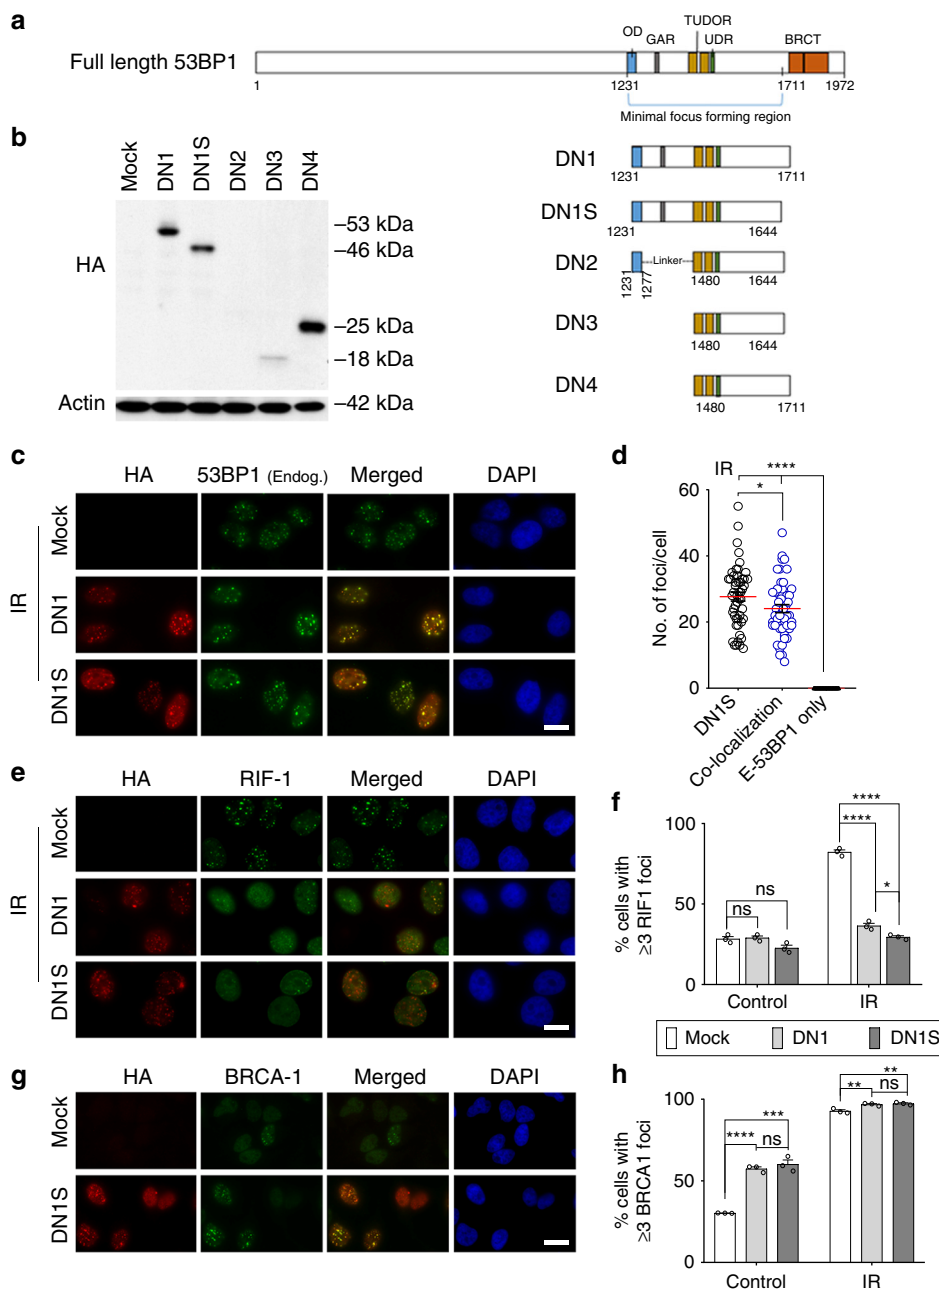 a
Full length 53BP1
OD
GAR
TUDOR
UDR
BRCT
1
1231
1711
1972
Minimal focus forming region
b
Mock
DN1
DN1S
DN2
DN3
DN4
HA
–53 kDa
–46 kDa
–25 kDa
–18 kDa
Actin
–42 kDa
DN1
1231
1711
DN1S
1231
1644
DN2
Linker
1231
1277
1480
1644
DN3
1480
1644
DN4
1480
1711
c
HA
53BP1 (Endog.)
Merged
DAPI
IR
Mock
DN1
DN1S
d
IR
****
*
No. of foci/cell
60
40
20
0
DN1S
Co-localization
E-53BP1 only
e
HA
RIF-1
Merged
DAPI
IR
Mock
DN1
DN1S
f
% cells with
≥3 RIF1 foci
100
50
0
ns
ns
****
****
*
Control
IR
Mock
DN1
DN1S
g
HA
BRCA-1
Merged
DAPI
Mock
DN1S
h
% cells with
≥3 BRCA1 foci
100
50
0
***
****
ns
**
**
ns
Control
IR